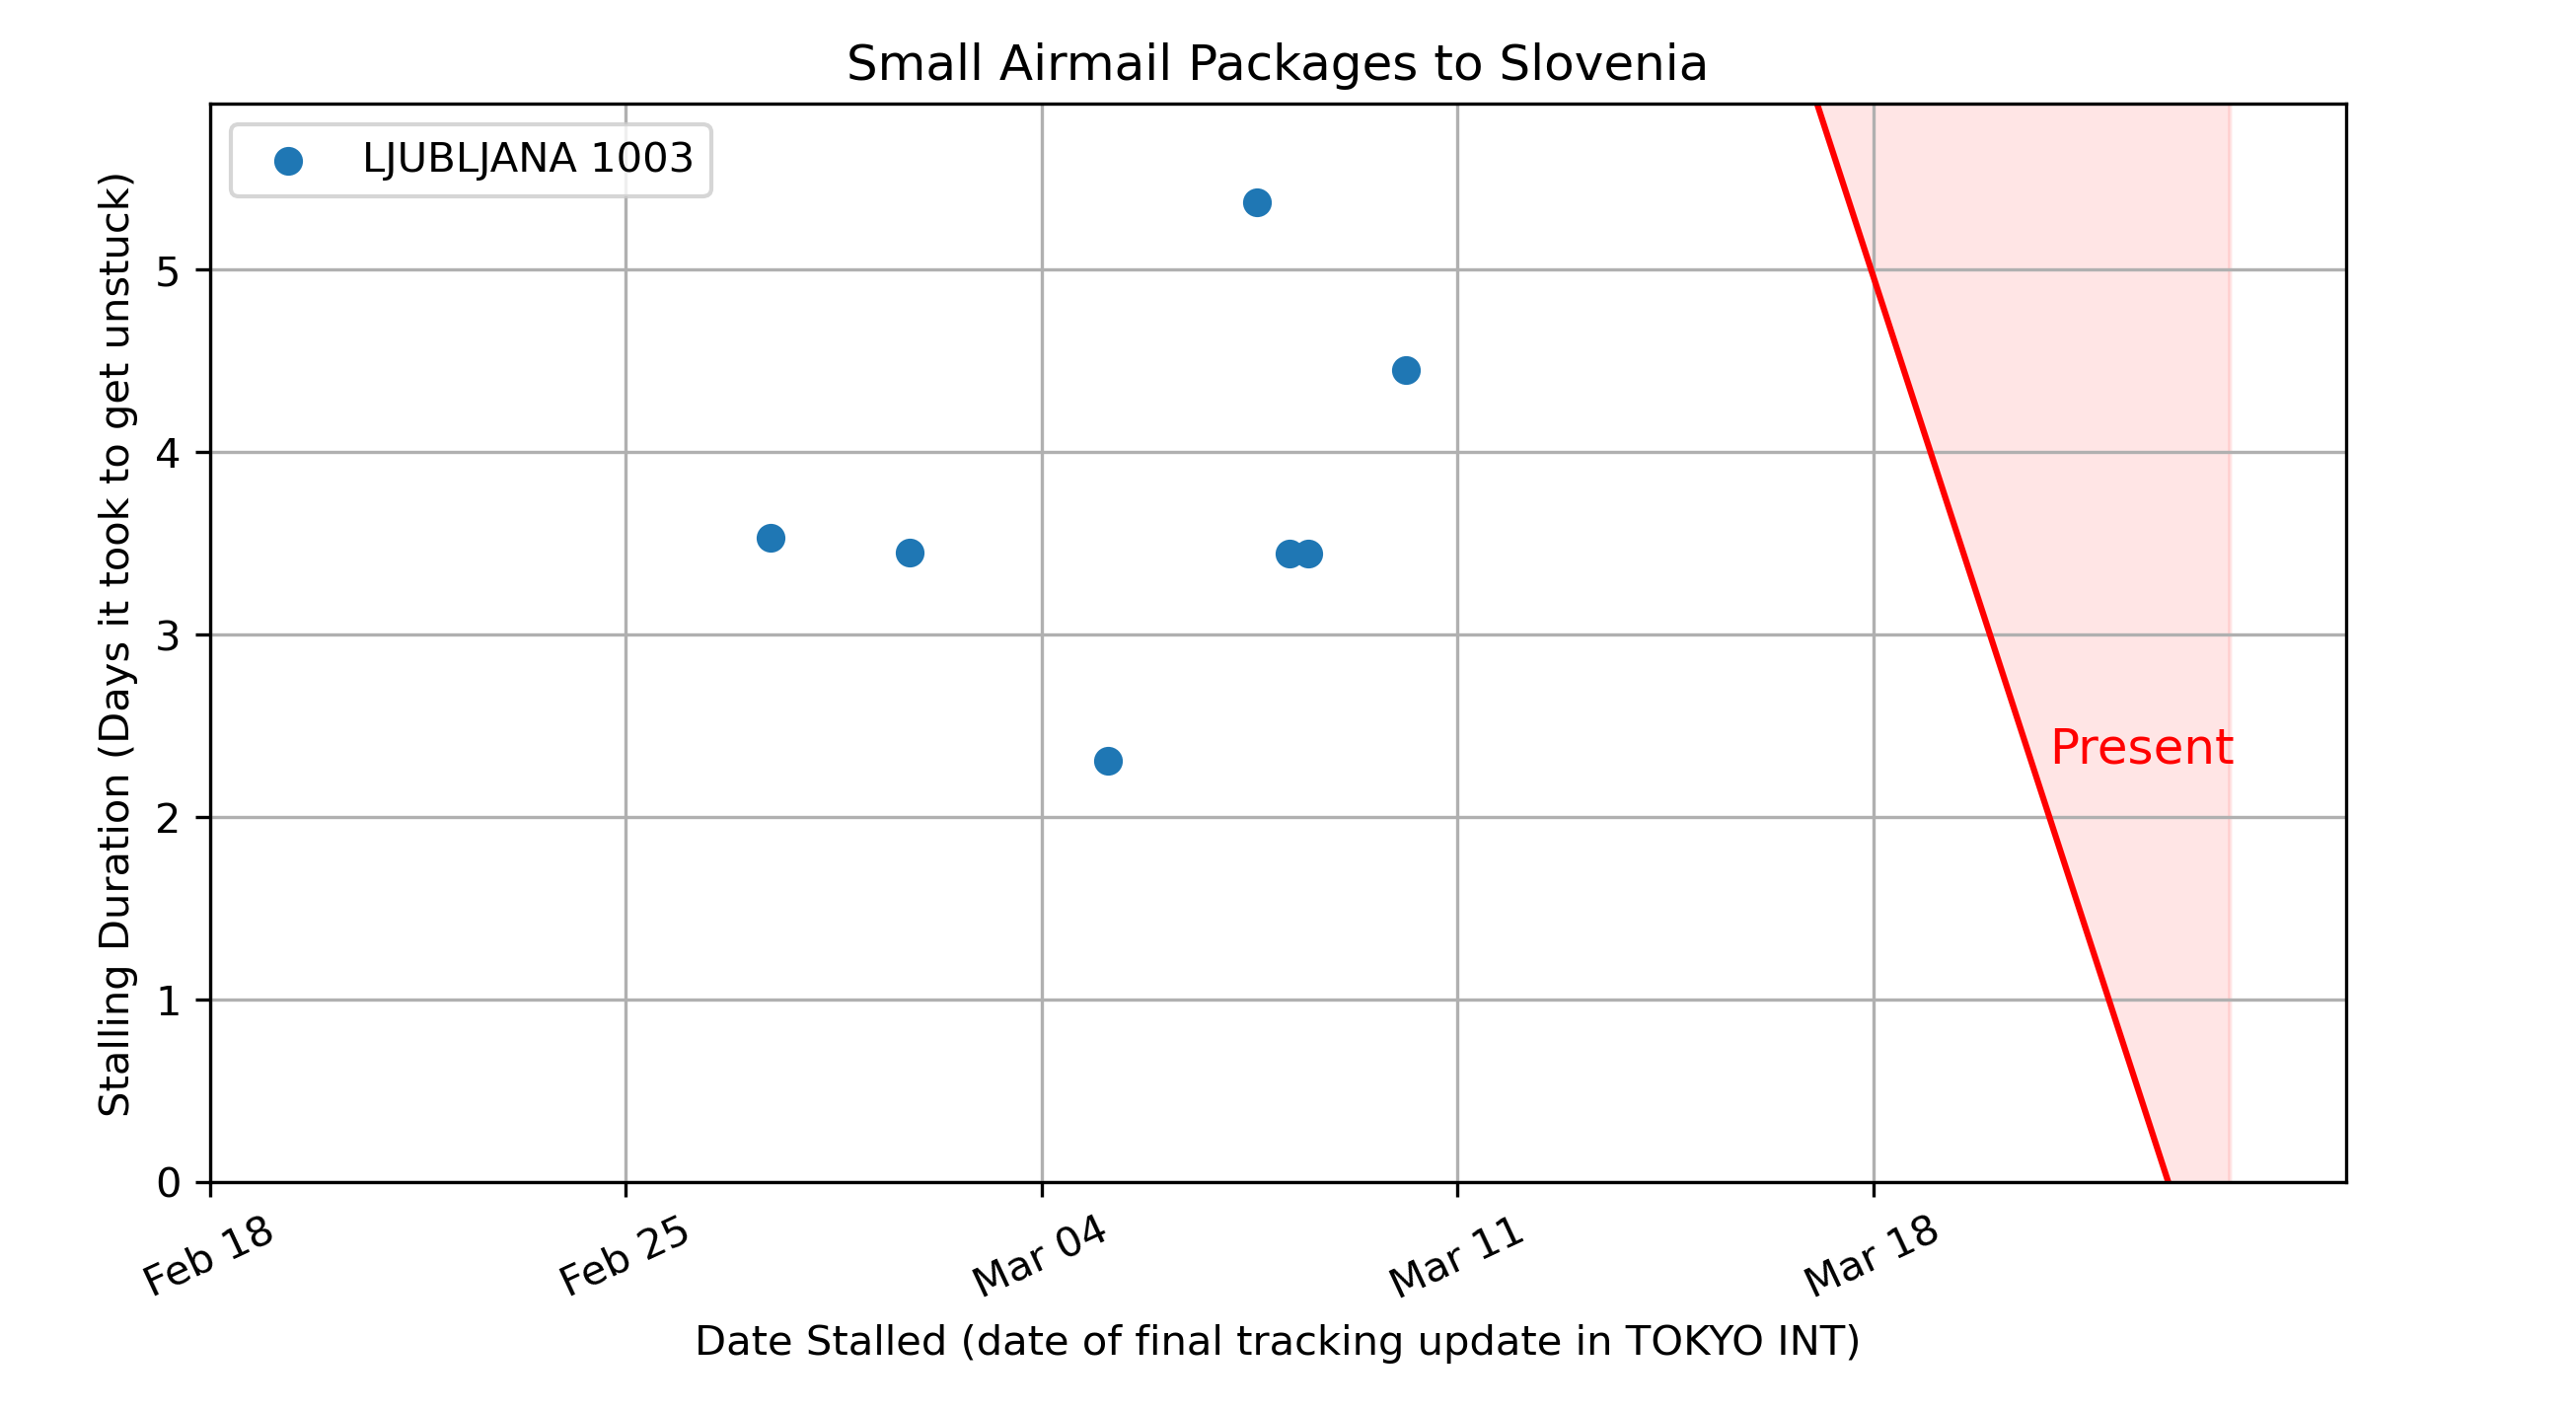 Small Airmail Packages to Slovenia
LJUBLJANA 1003
Stalling Duration (Days it took to get unstuck)
5
4
3
2
1
0
Present
Feb 18
Feb 25
Mar 04
Mar 11
Mar 18
Date Stalled (date of final tracking update in TOKYO INT)